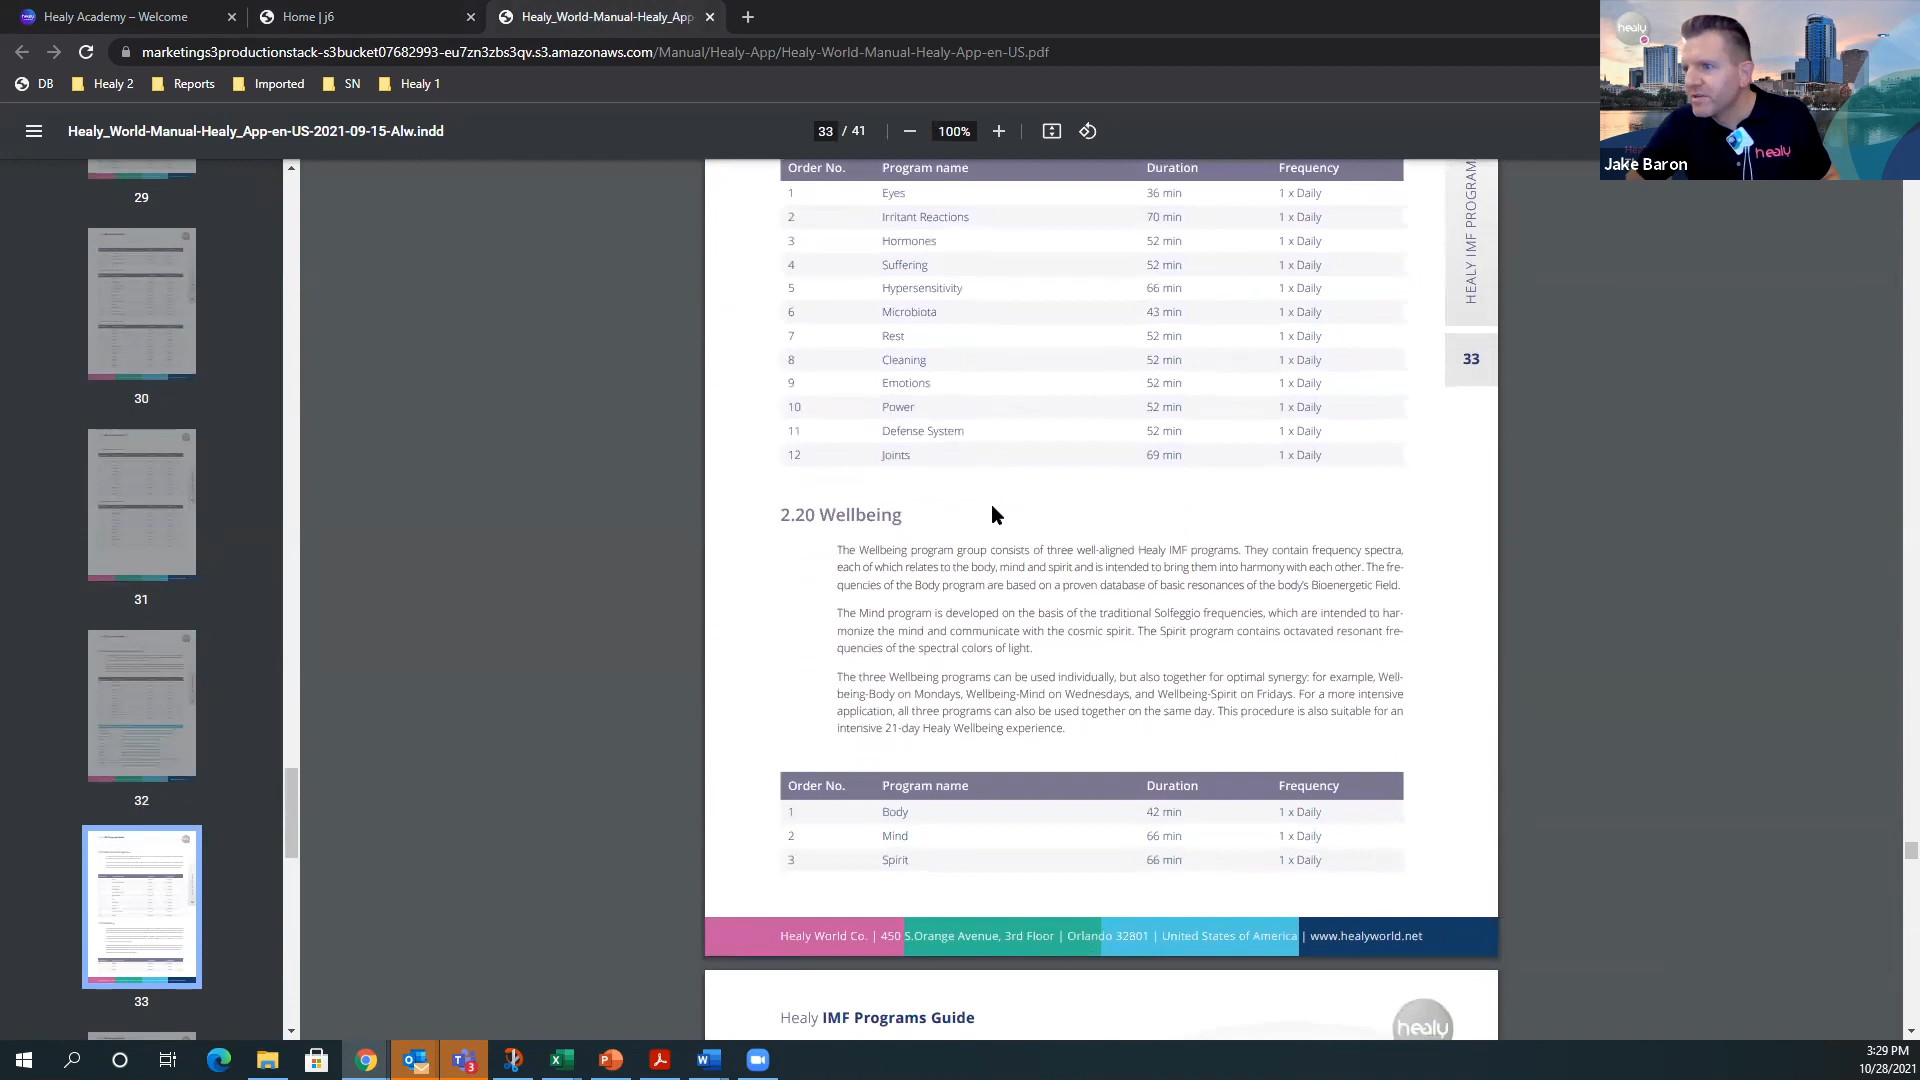 Healy Academy – Welcome
Home | j6
Healy_World-Manual-Healy_App
marketings3productionstack-s3bucket07682993-eu7zn3zbs3qv.s3.amazonaws.com/Manual/Healy-App/Healy-World-Manual-Healy-App-en-US.pdf
DB Healy 2 Reports Imported SN Healy 1
Healy_World-Manual-Healy_App-en-US-2021-09-15-Alw.indd
33 / 41
100%
healy
healy
Jake Baron
29
30
31
32
33
Order No. Program name Duration Frequency
1 Eyes 36 min 1 x Daily
2 Irritant Reactions 70 min 1 x Daily
3 Hormones 52 min 1 x Daily
4 Suffering 52 min 1 x Daily
5 Hypersensitivity 66 min 1 x Daily
6 Microbiota 43 min 1 x Daily
7 Rest 52 min 1 x Daily
8 Cleaning 52 min 1 x Daily
9 Emotions 52 min 1 x Daily
10 Power 52 min 1 x Daily
11 Defense System 52 min 1 x Daily
12 Joints 69 min 1 x Daily
HEALY IMF PROGRAM
33
2.20 Wellbeing
The Wellbeing program group consists of three well-aligned Healy IMF programs. They contain frequency spectra,
each of which relates to the body, mind and spirit and is intended to bring them into harmony with each other. The fre-
quencies of the Body program are based on a proven database of basic resonances of the body's Bioenergetic Field.
The Mind program is developed on the basis of the traditional Solfeggio frequencies, which are intended to har-
monize the mind and communicate with the cosmic spirit. The Spirit program contains octavated resonant fre-
quencies of the spectral colors of light.
The three Wellbeing programs can be used individually, but also together for optimal synergy: for example, Well-
being-Body on Mondays, Wellbeing-Mind on Wednesdays, and Wellbeing-Spirit on Fridays. For a more intensive
application, all three programs can also be used together on the same day. This procedure is also suitable for an
intensive 21-day Healy Wellbeing experience.
Order No. Program name Duration Frequency
1 Body 42 min 1 x Daily
2 Mind 66 min 1 x Daily
3 Spirit 66 min 1 x Daily
Healy World Co. | 450 S.Orange Avenue, 3rd Floor | Orlando 32801 | United States of America | www.healyworld.net
Healy IMF Programs Guide
healy
3
3:29 PM
10/28/2021